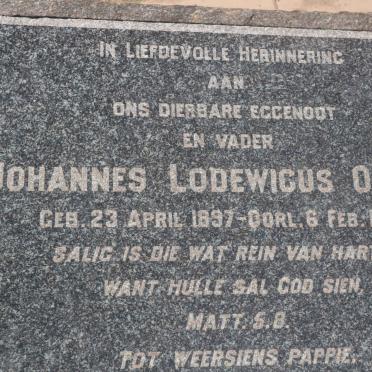 IN LIEFDEVOLLE HERINNERING
AAN
ONS DIERBARE EGGENOOT
EN VADER
JOHANNES LODEWICUS O
GEB. 23 APRIL 1897-OORL. 6 FEB. 1
SALIG IS DIE WAT REIN VAN HART
WANT HULLE SAL GOD SIEN.
MATT. 5.8.
TOT WEERSIENS PAPPIE.